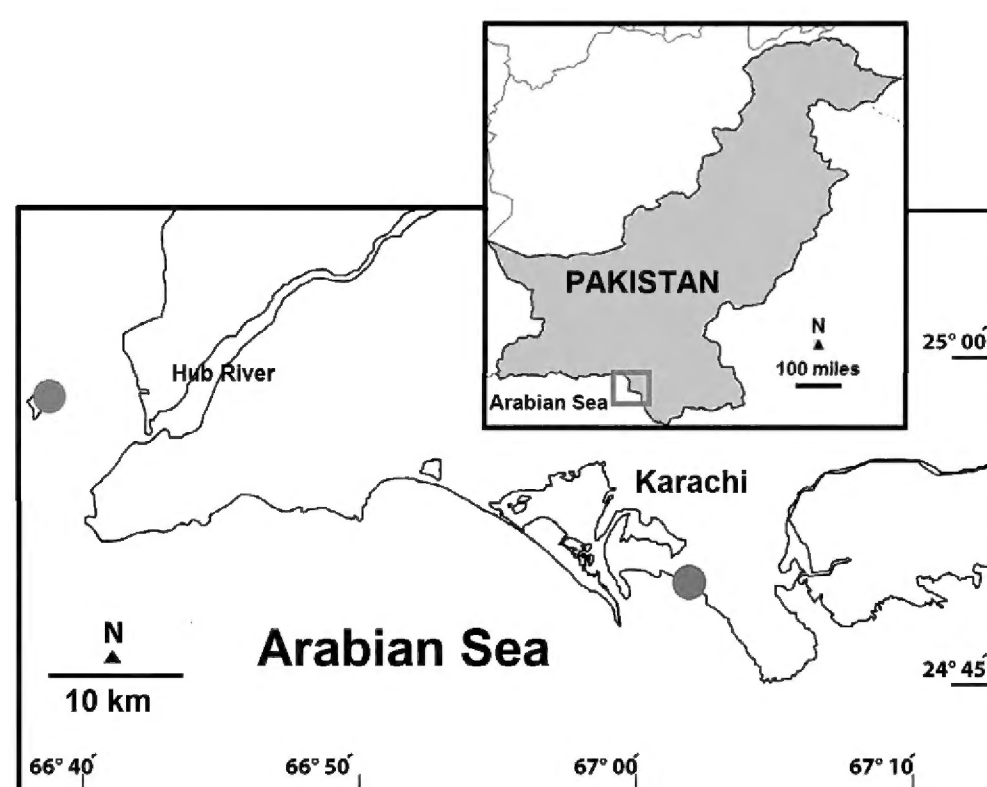 PAKISTAN
N
100 miles
Arabian Sea
25° 00′
Hub River
Karachi
N
10 km
Arabian Sea
24° 45′
66° 40′
66° 50′
67° 00′
67° 10′